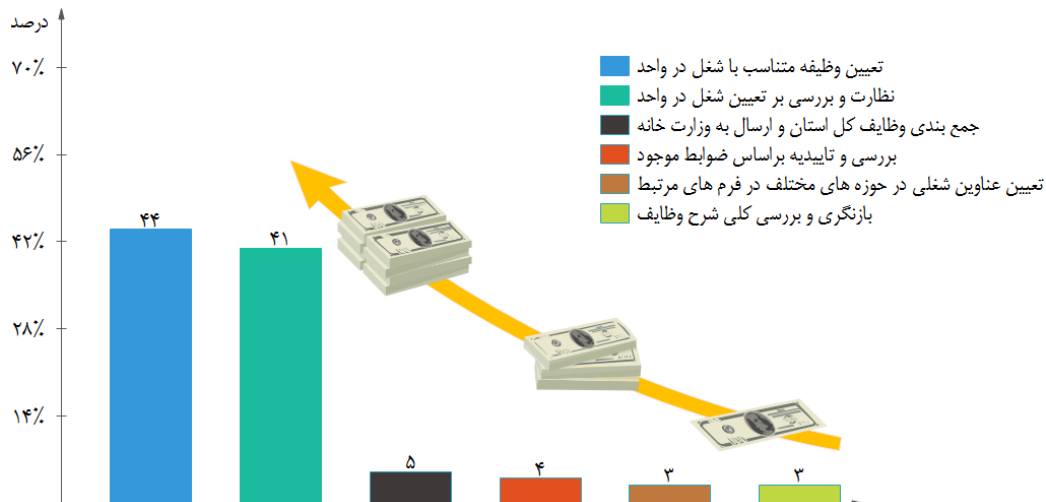 درصد
۷۰٪
۵۶٪
۴۲٪
۲۸٪
۱۴٪
۴۴
۴۱
۵
۴
۳
۳
تعیین وظیفه متناسب با شغل در واحد
نظارت و بررسی بر تعیین شغل در واحد
جمع بندی وظایف کل استان و ارسال به وزارت خانه
بررسی و تاییدیه براساس ضوابط موجود
تعیین عناوین شغلی در حوزه های مختلف در فرم های مرتبط
بازنگری و بررسی کلی شرح وظایف